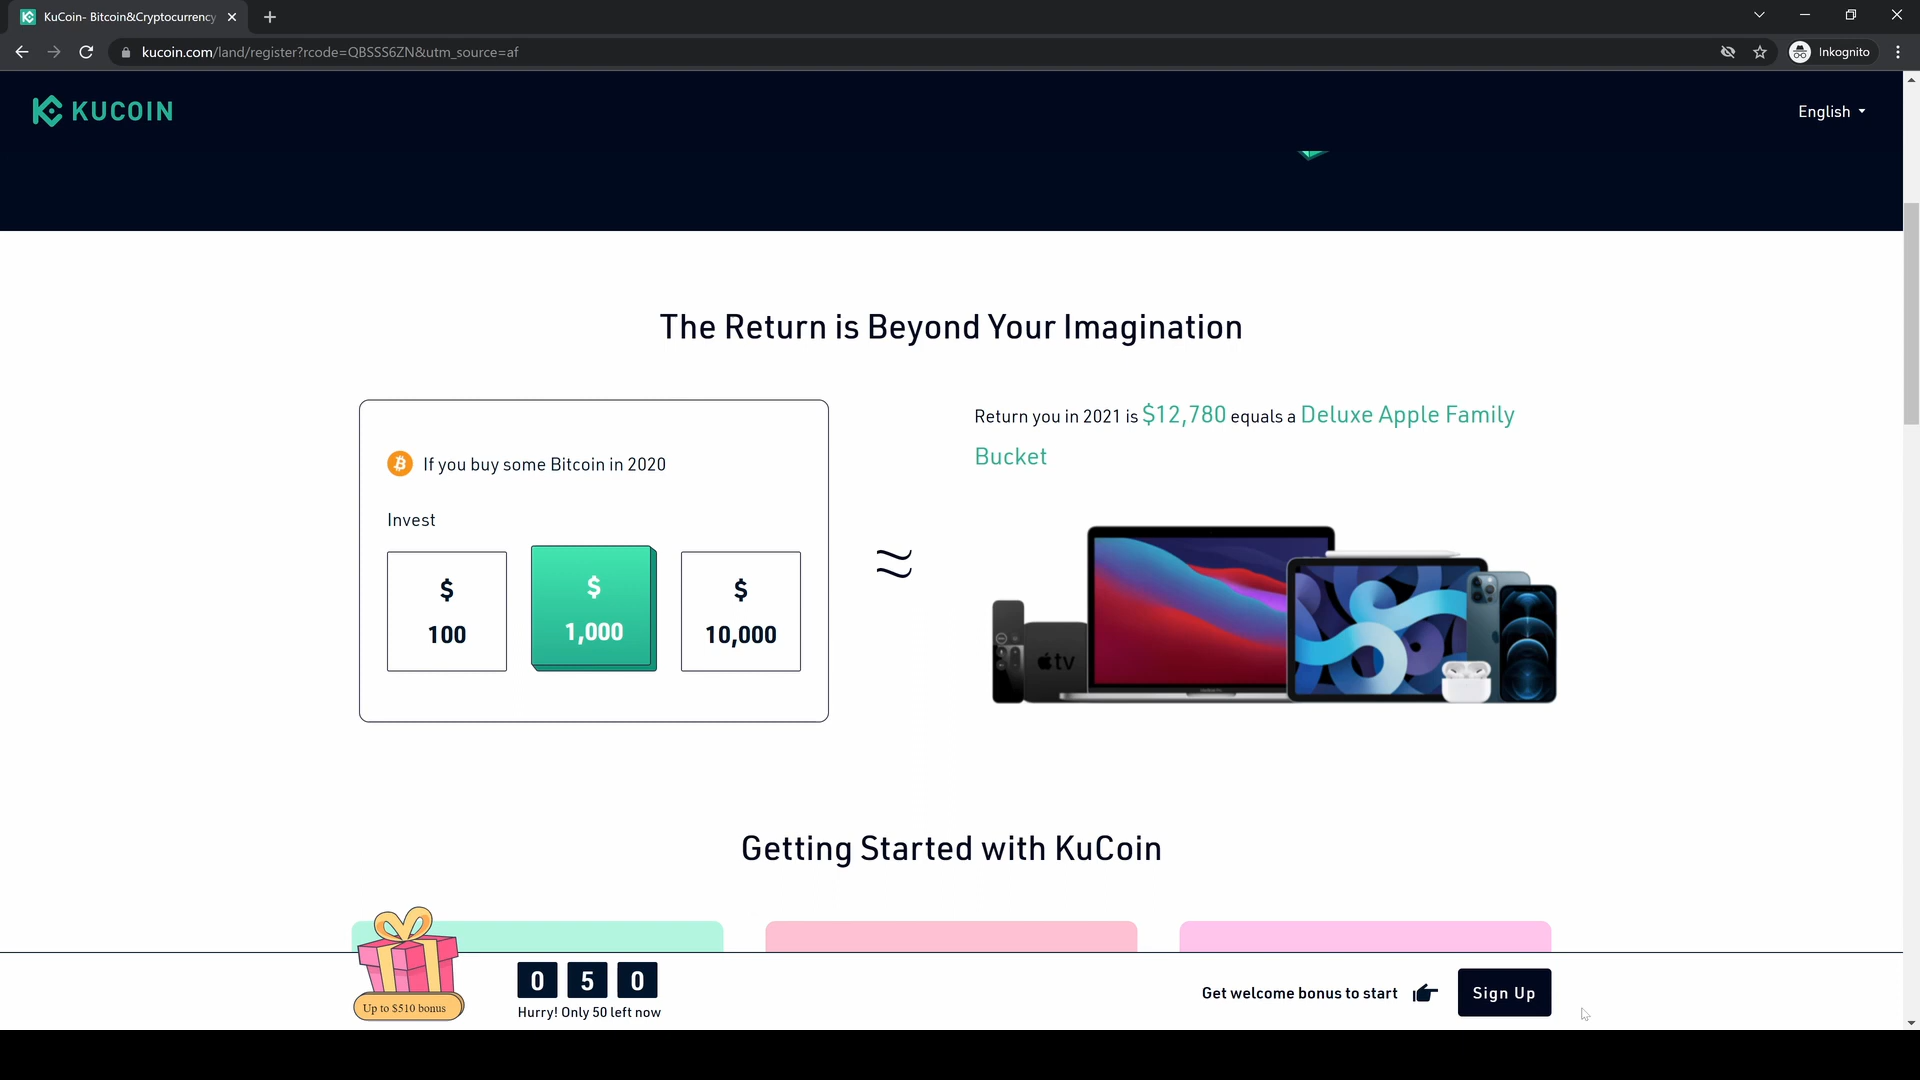 KuCoin- Bitcoin&Cryptocurrency
kucoin.com/land/register?rcode=QBSSS6ZN&utm_source=af
Inkognito
KUCOIN
English
The Return is Beyond Your Imagination
If you buy some Bitcoin in 2020
Invest
$
100
$
1,000
$
10,000
≈
Return you in 2021 is $12,780 equals a Deluxe Apple Family
Bucket
tv
Getting Started with KuCoin
Up to $510 bonus
0 5 0
Hurry! Only 50 left now
Get welcome bonus to start
Sign Up